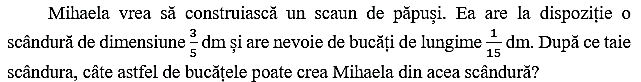 Mihaela vrea să construiască un scaun de păpuși. Ea are la dispoziție o
scândură de dimensiune 3/5 dm și are nevoie de bucăți de lungime 1/15 dm. După ce taie
scândura, câte astfel de bucățele poate crea Mihaela din acea scândură?